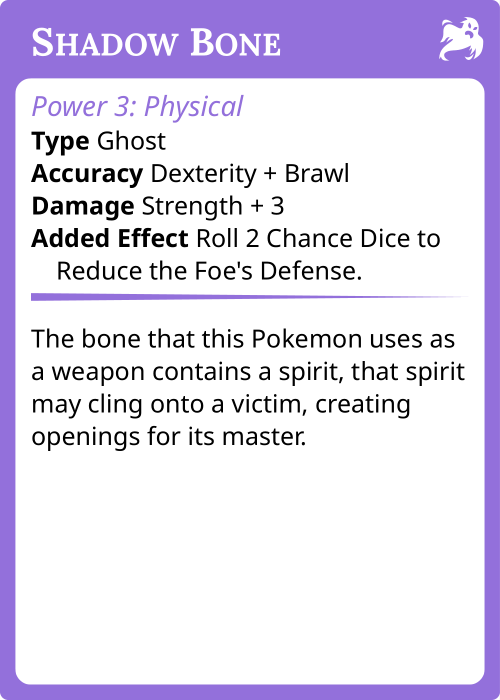 Shadow Bone
Power 3: Physical
Type Ghost
Accuracy Dexterity + Brawl
Damage Strength + 3
Added Effect Roll 2 Chance Dice to
Reduce the Foe's Defense.
The bone that this Pokemon uses as
a weapon contains a spirit, that spirit
may cling onto a victim, creating
openings for its master.